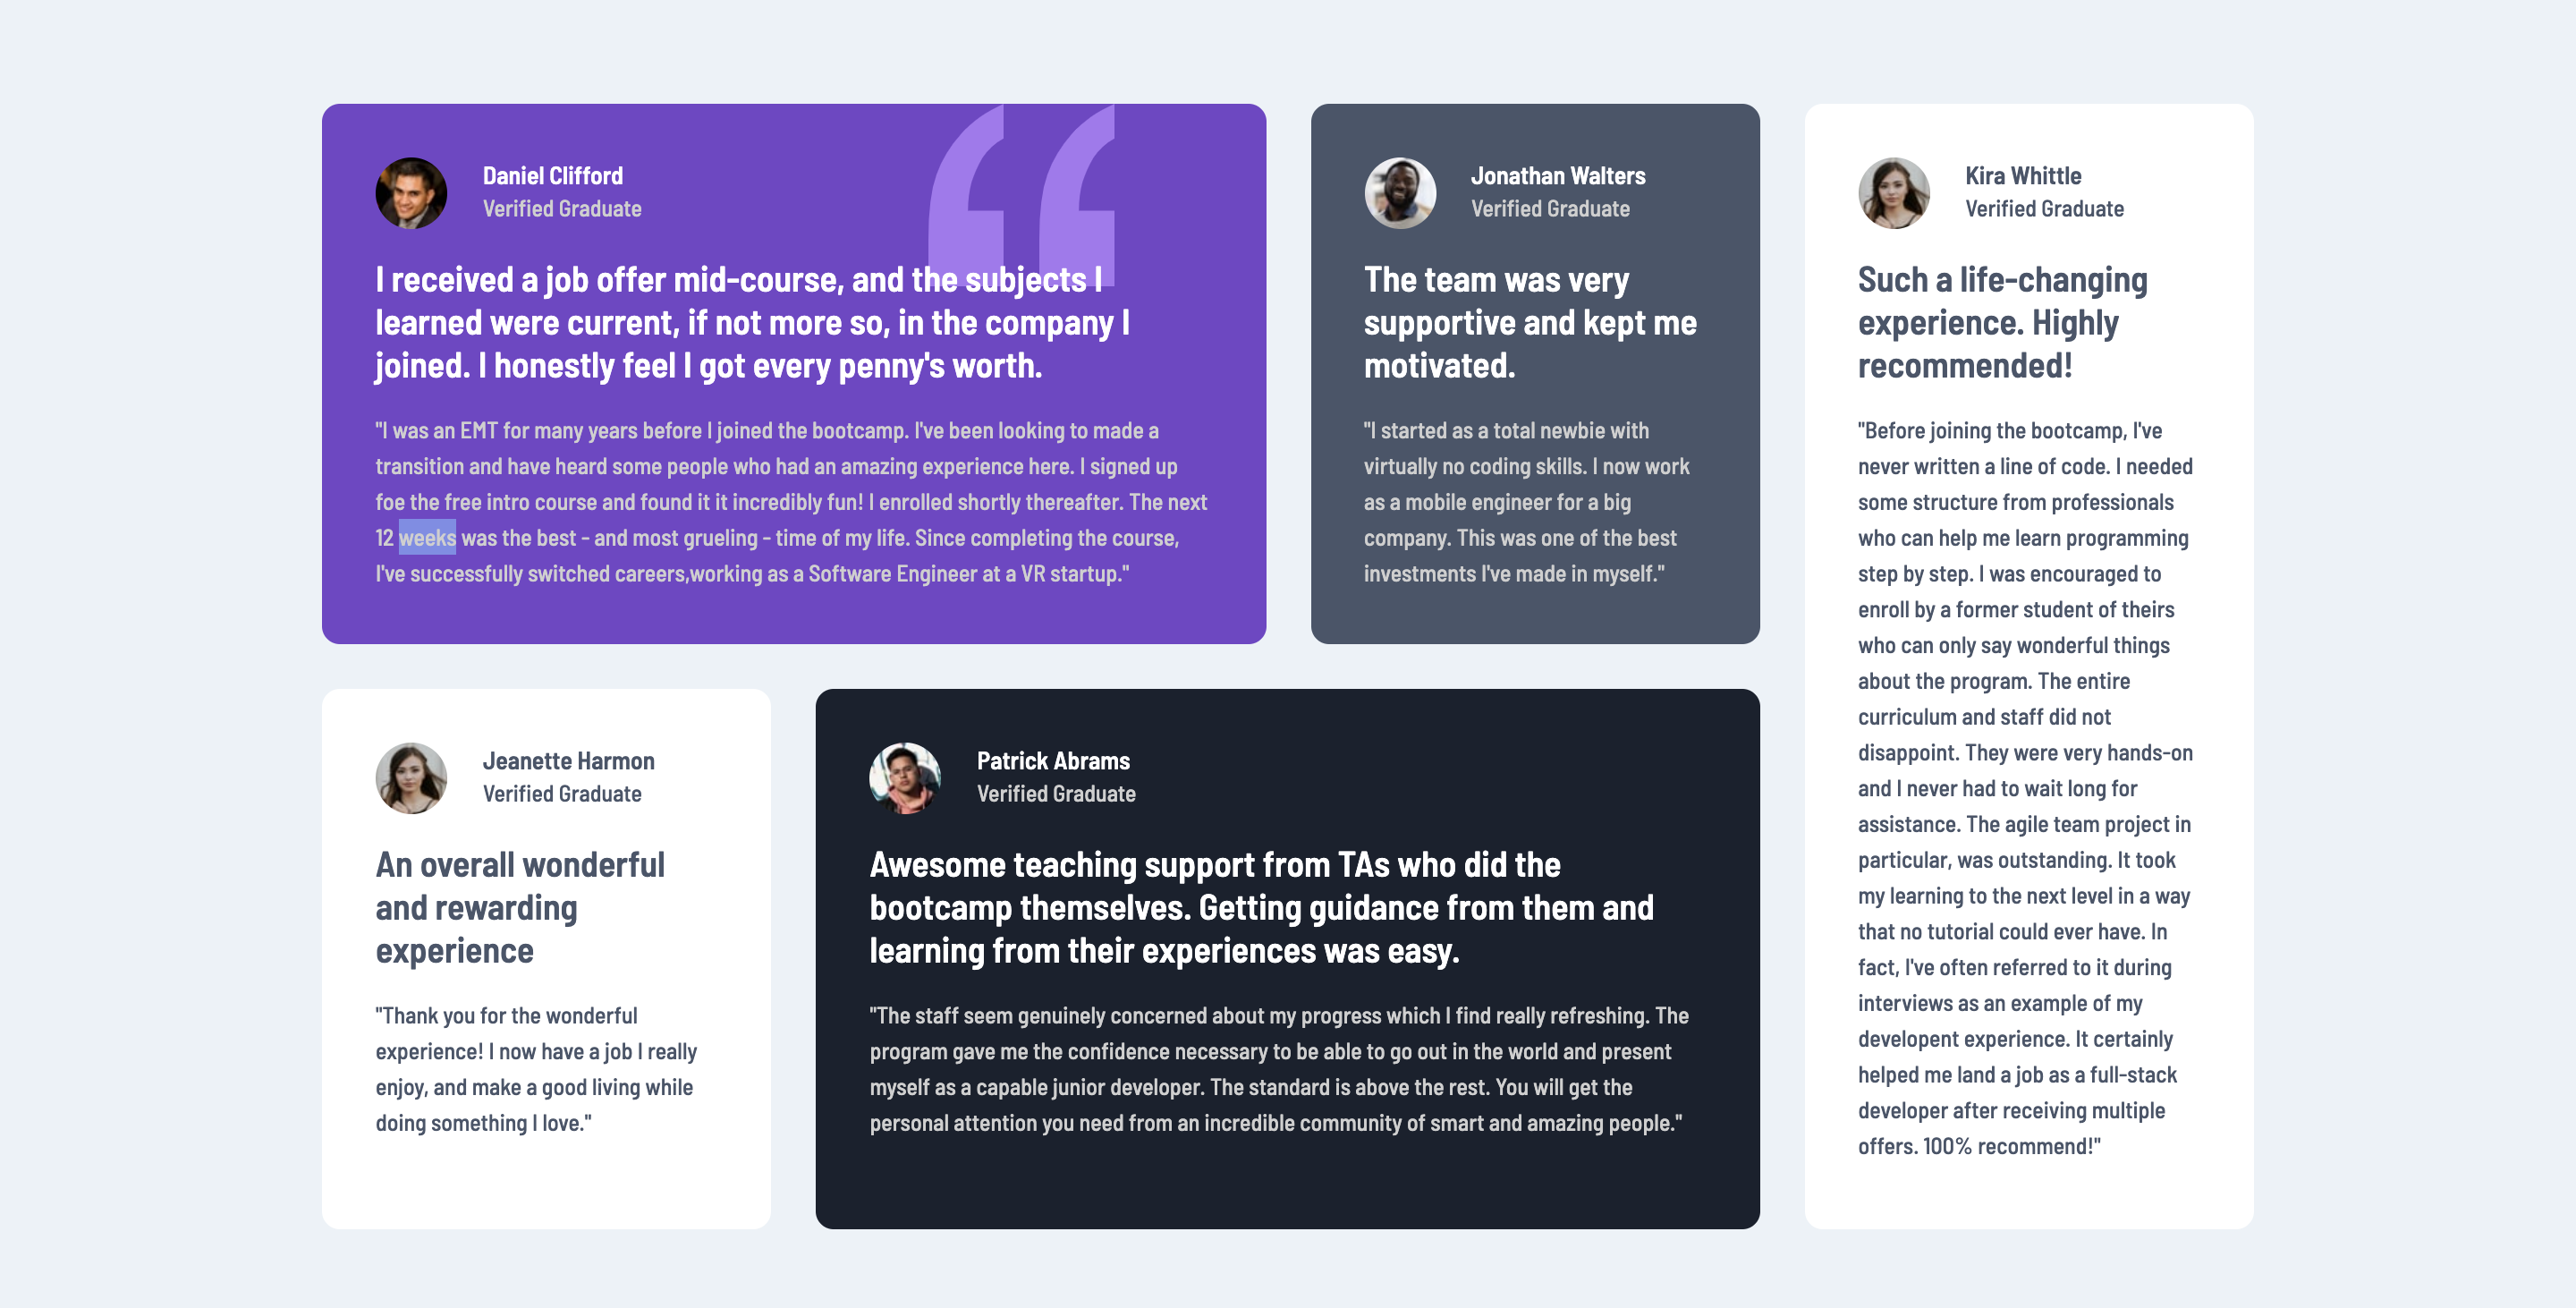 Daniel Clifford
Verified Graduate
I received a job offer mid-course, and the subjects I
learned were current, if not more so, in the company I
joined. I honestly feel I got every penny's worth.
"I was an EMT for many years before I joined the bootcamp. I've been looking to made a
transition and have heard some people who had an amazing experience here. I signed up
foe the free intro course and found it it incredibly fun! I enrolled shortly thereafter. The next
12 weeks was the best - and most grueling - time of my life. Since completing the course,
I've successfully switched careers,working as a Software Engineer at a VR startup."
Jonathan Walters
Verified Graduate
The team was very
supportive and kept me
motivated.
"I started as a total newbie with
virtually no coding skills. I now work
as a mobile engineer for a big
company. This was one of the best
investments I've made in myself."
Kira Whittle
Verified Graduate
Such a life-changing
experience. Highly
recommended!
"Before joining the bootcamp, I've
never written a line of code. I needed
some structure from professionals
who can help me learn programming
step by step. I was encouraged to
enroll by a former student of theirs
who can only say wonderful things
about the program. The entire
curriculum and staff did not
disappoint. They were very hands-on
and I never had to wait long for
assistance. The agile team project in
particular, was outstanding. It took
my learning to the next level in a way
that no tutorial could ever have. In
fact, I've often referred to it during
interviews as an example of my
developent experience. It certainly
helped me land a job as a full-stack
developer after receiving multiple
offers. 100% recommend!"
Jeanette Harmon
Verified Graduate
An overall wonderful
and rewarding
experience
"Thank you for the wonderful
experience! I now have a job I really
enjoy, and make a good living while
doing something I love."
Patrick Abrams
Verified Graduate
Awesome teaching support from TAs who did the
bootcamp themselves. Getting guidance from them and
learning from their experiences was easy.
"The staff seem genuinely concerned about my progress which I find really refreshing. The
program gave me the confidence necessary to be able to go out in the world and present
myself as a capable junior developer. The standard is above the rest. You will get the
personal attention you need from an incredible community of smart and amazing people."